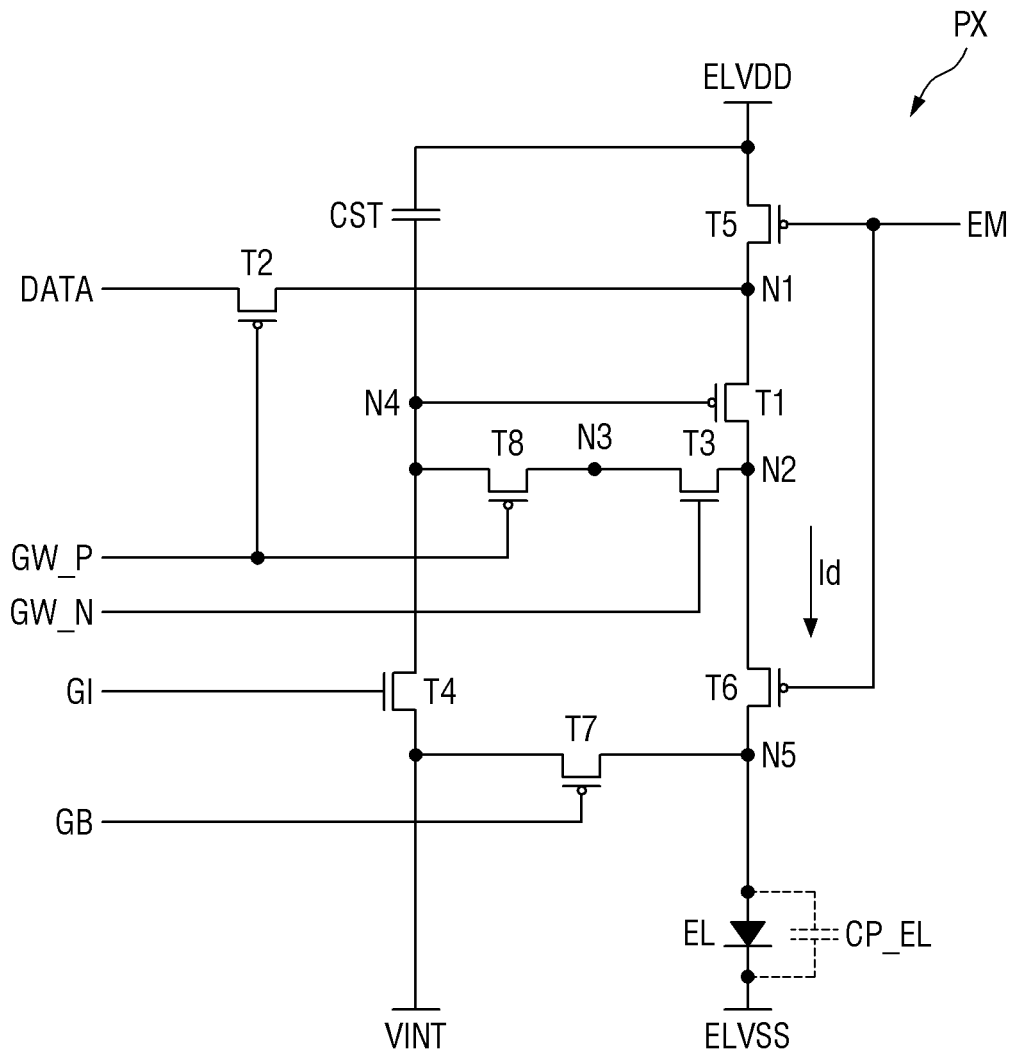 PX
ELVDD
CST
T5
EM
T2
DATA
N1
N4
T1
T8
N3
T3
N2
GW_P
Id
GW_N
GI
T4
T6
T7
N5
GB
EL
CP_EL
VINT
ELVSS